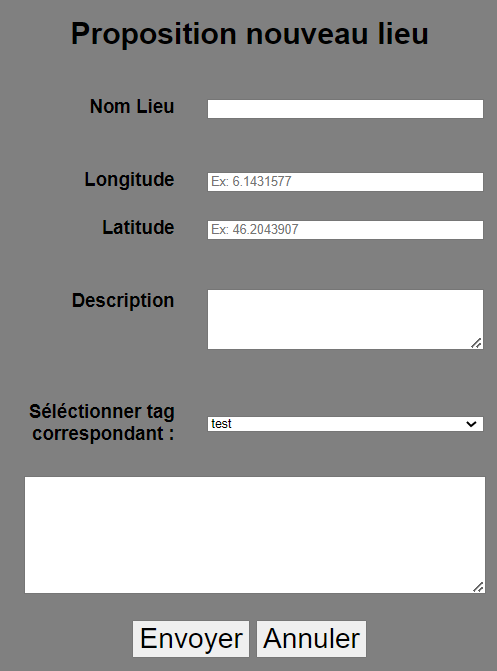 Proposition nouveau lieu
Nom Lieu
Longitude Ex: 6.1431577
Latitude Ex: 46.2043907
Description
Séléctionner tag
correspondant : test
Envoyer Annuler